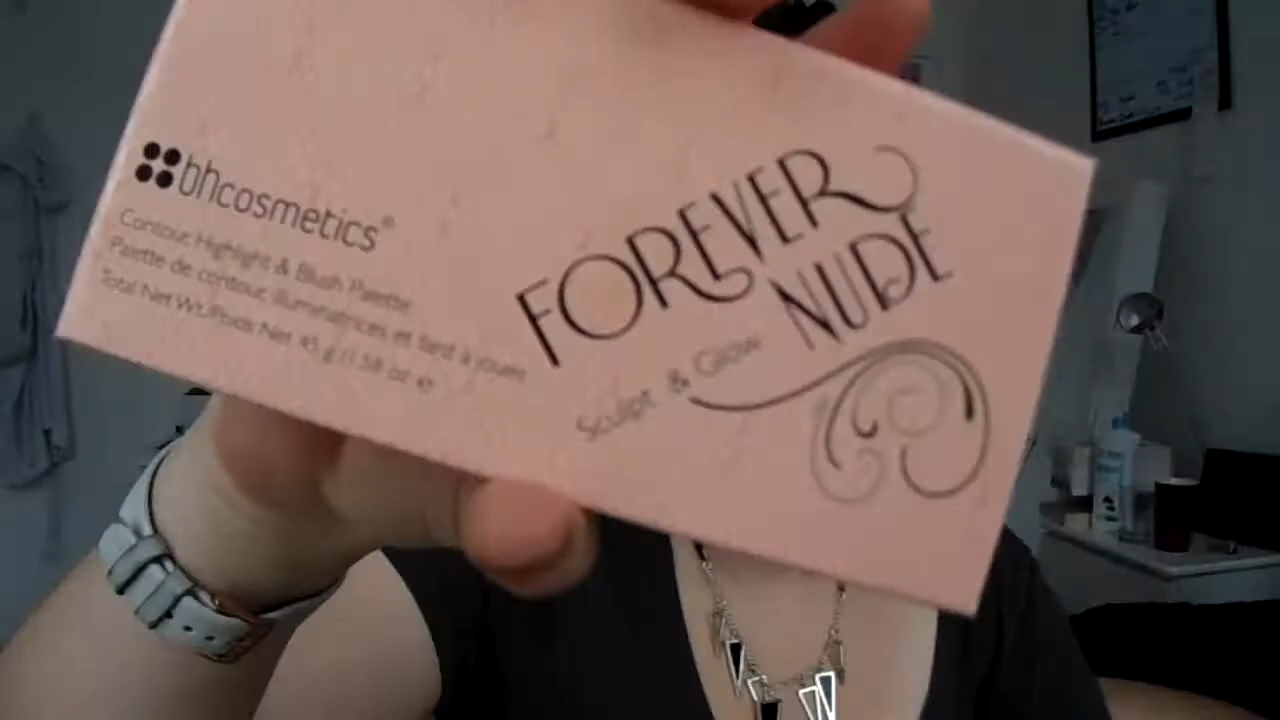 bhcosmetics®
Contour, Highlight & Blush Palette
Palette de contour, illuminatrices et fard à joues
Total Net Wt./Poids Net 45 g (1.58 oz) e
FOREVER
NUDE
Sculpt & Glow